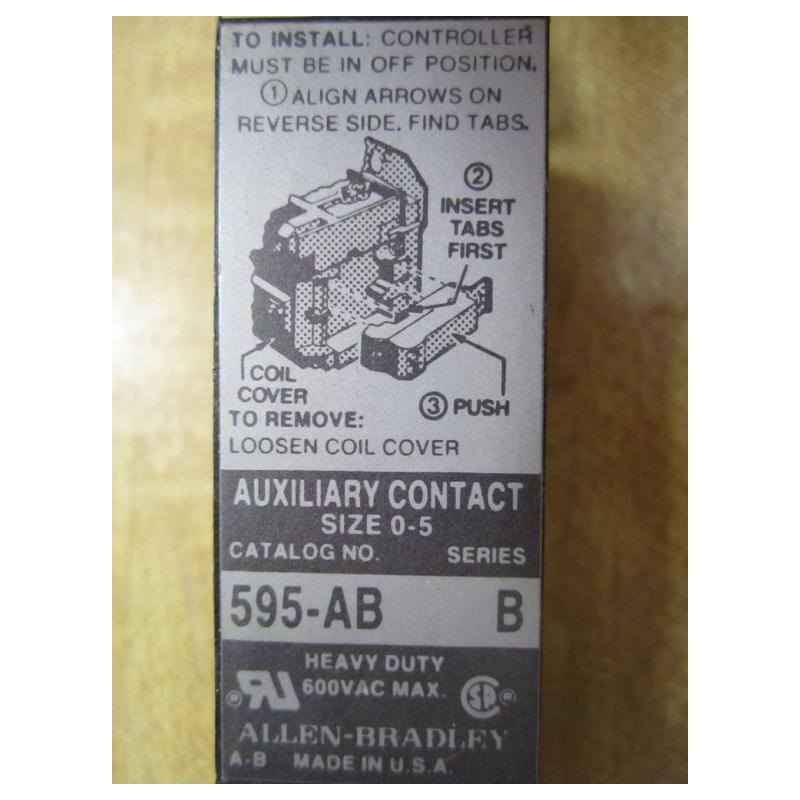 TO INSTALL: CONTROLLER
MUST BE IN OFF POSITION.
① ALIGN ARROWS ON
REVERSE SIDE. FIND TABS.
②
INSERT
TABS
FIRST
COIL
COVER
③ PUSH
TO REMOVE:
LOOSEN COIL COVER
AUXILIARY CONTACT
SIZE 0-5
CATALOG NO. SERIES
595-AB B
HEAVY DUTY
600VAC MAX.
ALLEN-BRADLEY
A-B MADE IN U.S.A.